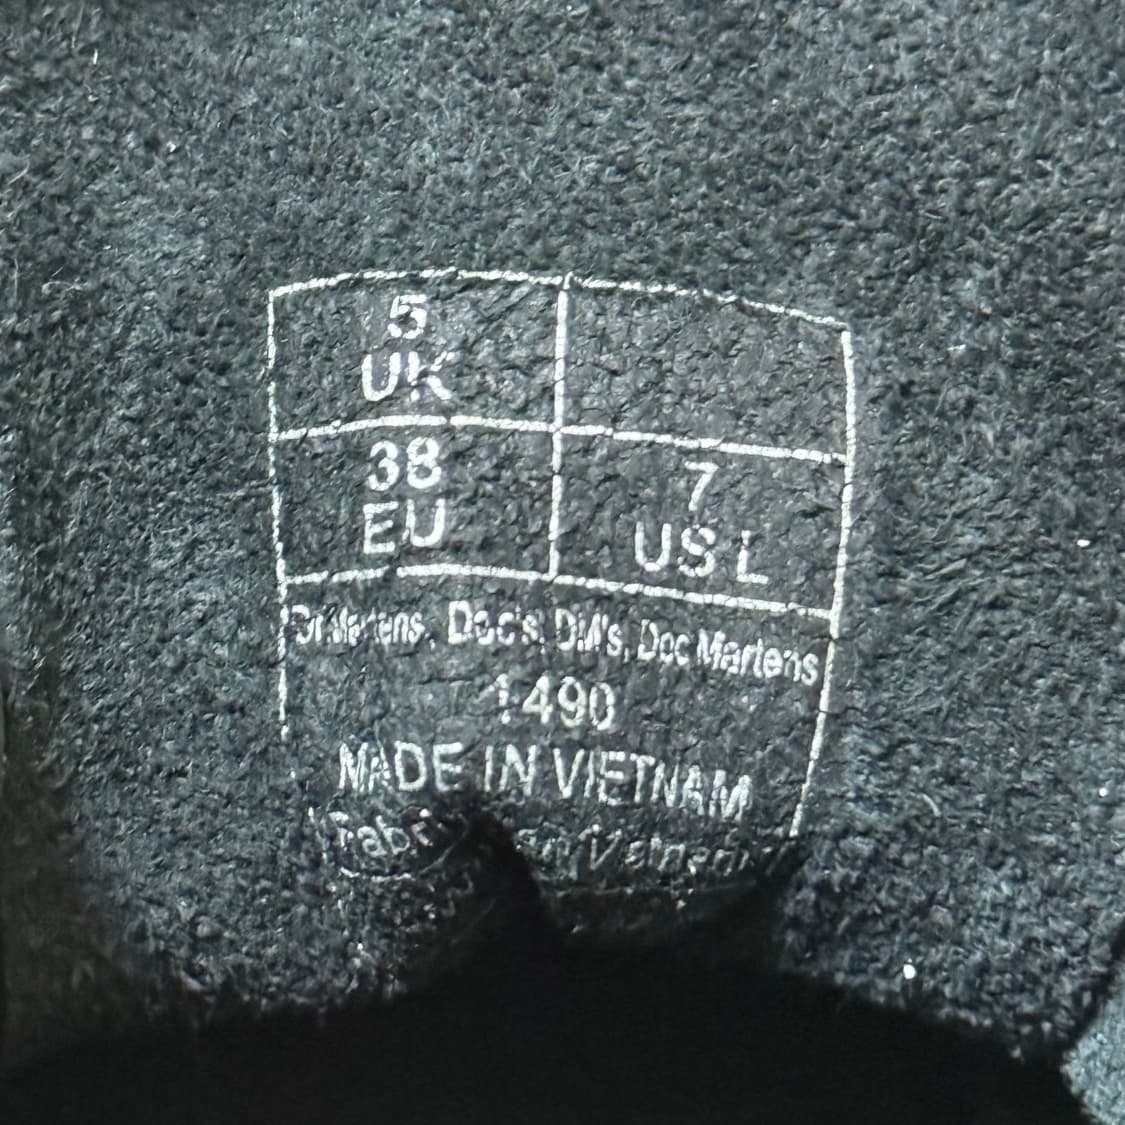 5
UK
38
EU
7
US L
Dr.Martens, Doc's, DM's, Doc Martens
1490
MADE IN VIETNAM